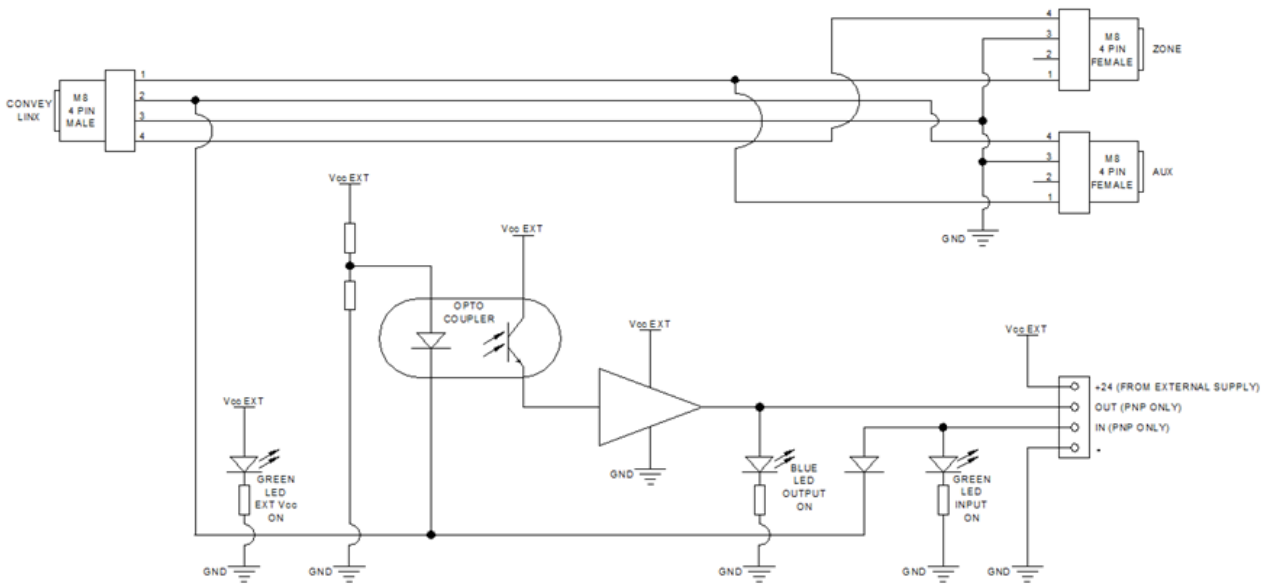 4
3
2
1
M8
4 PIN
FEMALE
ZONE
CONVEY
LINX
M8
4 PIN
MALE
1
2
3
4
4
3
2
1
M8
4 PIN
FEMALE
AUX
GND
Vcc EXT
Vcc EXT
OPTO
COUPLER
Vcc EXT
Vcc EXT
+24 (FROM EXTERNAL SUPPLY)
OUT (PNP ONLY)
IN (PNP ONLY)
-
Vcc EXT
GREEN
LED
EXT Vcc
ON
GND
BLUE
LED
OUTPUT
ON
GREEN
LED
INPUT
ON
GND
GND
GND
GND
GND